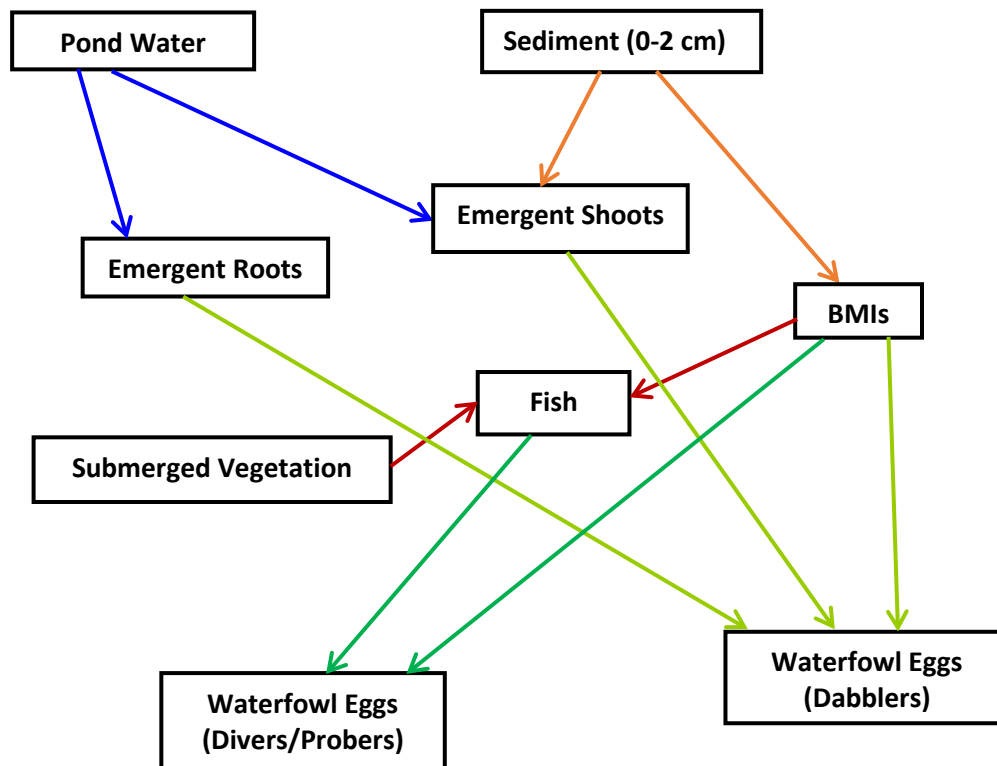 Pond Water
Sediment (0-2 cm)
Emergent Shoots
Emergent Roots
BMIs
Fish
Submerged Vegetation
Waterfowl Eggs
(Dabblers)
Waterfowl Eggs
(Divers/Probers)